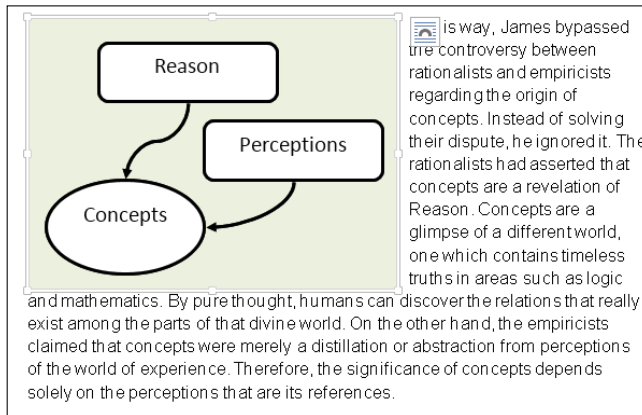 Reason
Perceptions
Concepts
is way, James bypassed
the controversy between
rationalists and empiricists
regarding the origin of
concepts. Instead of solving
their dispute, he ignored it. The
rationalists had asserted that
concepts are a revelation of
Reason. Concepts are a
glimpse of a different world,
one which contains timeless
truths in areas such as logic
and mathematics. By pure thought, humans can discover the relations that really
exist among the parts of that divine world. On the other hand, the empiricists
claimed that concepts were merely a distillation or abstraction from perceptions
of the world of experience. Therefore, the significance of concepts depends
solely on the perceptions that are its references.